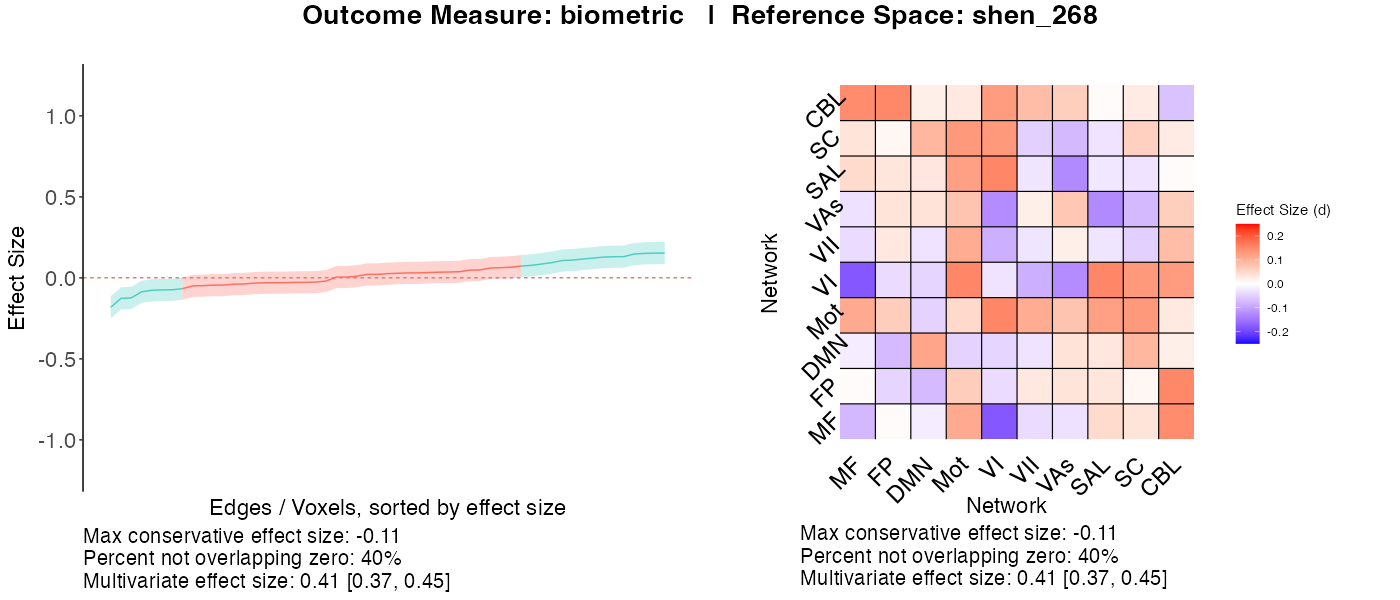 Outcome Measure: biometric | Reference Space: shen_268
Effect Size
1.0
0.5
0.0
-0.5
-1.0
Edges / Voxels, sorted by effect size
Max conservative effect size: -0.11
Percent not overlapping zero: 40%
Multivariate effect size: 0.41 [0.37, 0.45]
Network
CBL
SC
SAL
VAs
VII
VI
Mot
DMN
FP
MF
MF
FP
DMN
Mot
VI
VII
VAs
SAL
SC
CBL
Network
Max conservative effect size: -0.11
Percent not overlapping zero: 40%
Multivariate effect size: 0.41 [0.37, 0.45]
Effect Size (d)
0.2
0.1
0.0
-0.1
-0.2